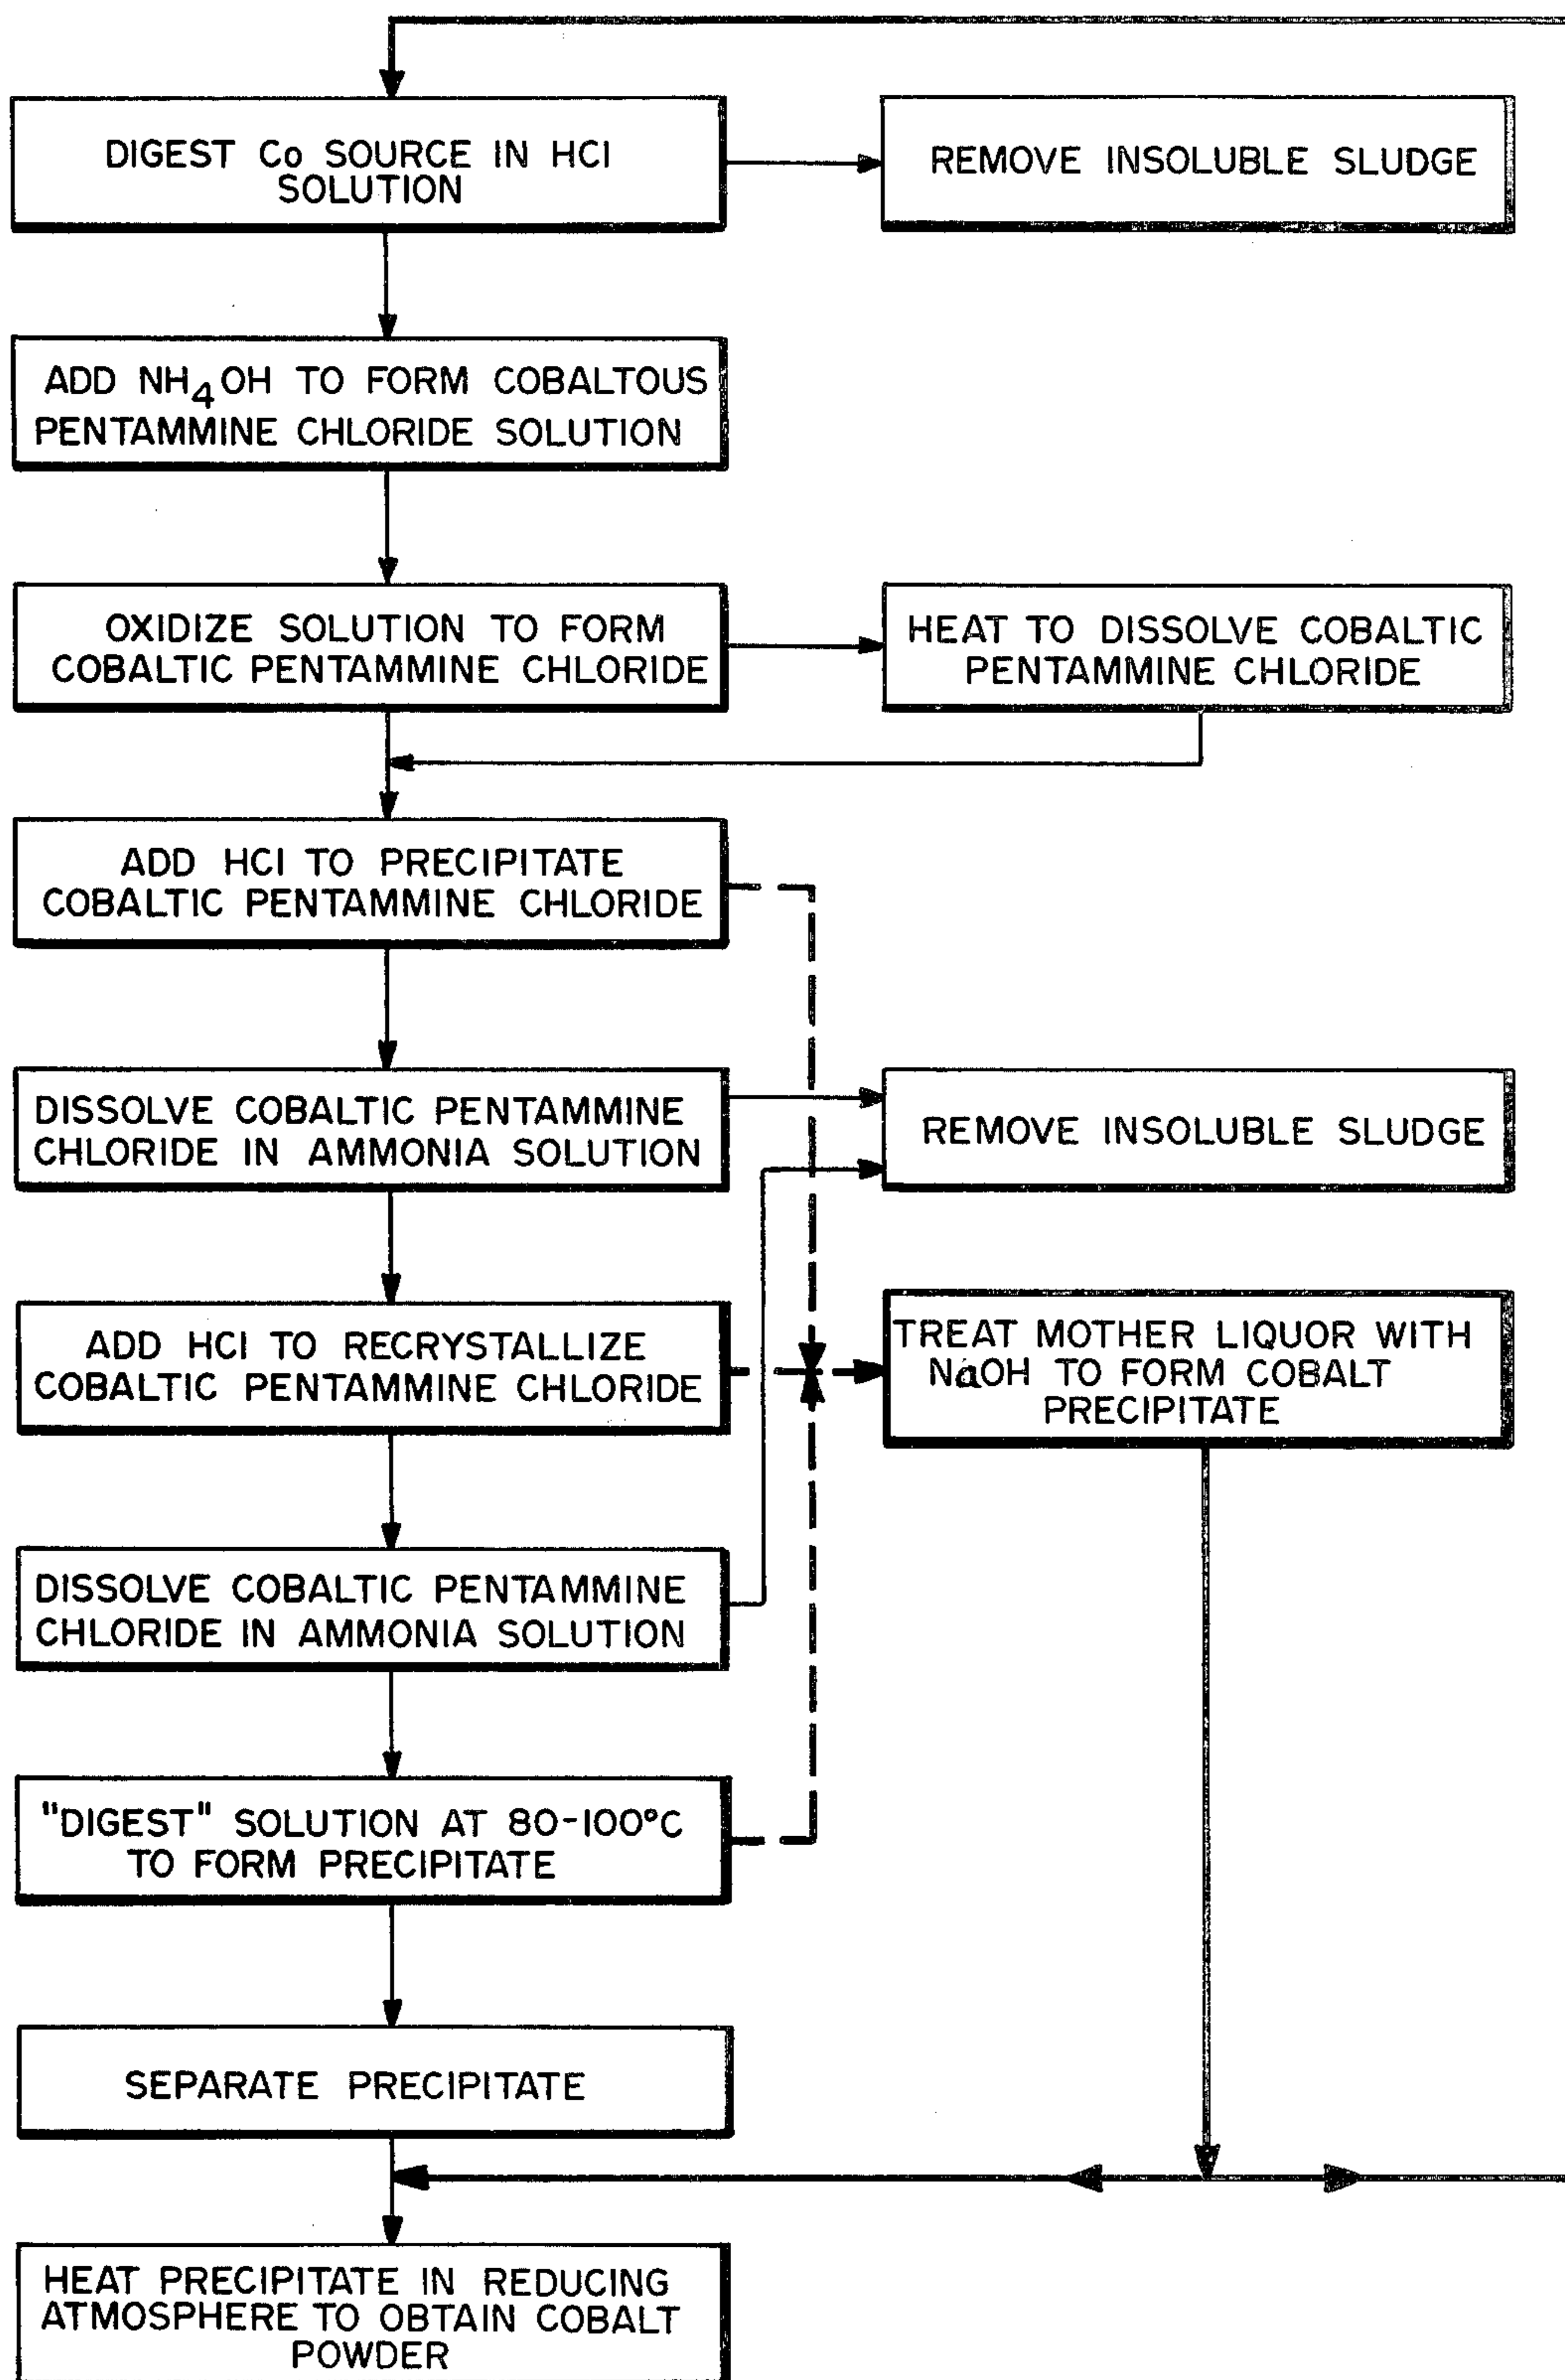 DIGEST Co SOURCE IN HCl
SOLUTION
REMOVE INSOLUBLE SLUDGE
ADD NH4OH TO FORM COBALTOUS
PENTAMMINE CHLORIDE SOLUTION
OXIDIZE SOLUTION TO FORM
COBALTIC PENTAMMINE CHLORIDE
HEAT TO DISSOLVE COBALTIC
PENTAMMINE CHLORIDE
ADD HCl TO PRECIPITATE
COBALTIC PENTAMMINE CHLORIDE
DISSOLVE COBALTIC PENTAMMINE
CHLORIDE IN AMMONIA SOLUTION
REMOVE INSOLUBLE SLUDGE
ADD HCl TO RECRYSTALLIZE
COBALTIC PENTAMMINE CHLORIDE
TREAT MOTHER LIQUOR WITH
NaOH TO FORM COBALT
PRECIPITATE
DISSOLVE COBALTIC PENTAMMINE
CHLORIDE IN AMMONIA SOLUTION
"DIGEST" SOLUTION AT 80-100°C
TO FORM PRECIPITATE
SEPARATE PRECIPITATE
HEAT PRECIPITATE IN REDUCING
ATMOSPHERE TO OBTAIN COBALT
POWDER